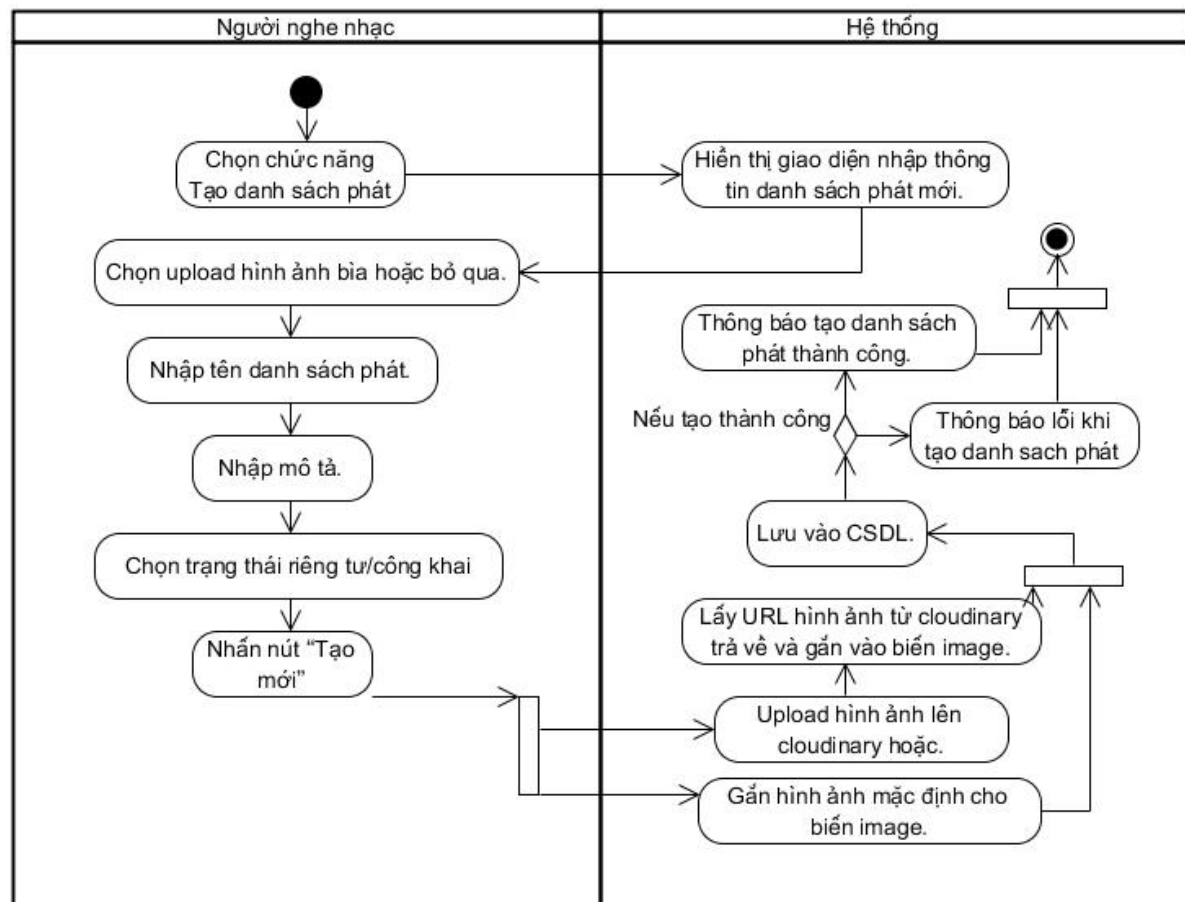 Người nghe nhạc
Hệ thống
Chọn chức năng
Tạo danh sách phát
Hiển thị giao diện nhập thông
tin danh sách phát mới.
Chọn upload hình ảnh bìa hoặc bỏ qua.
Nhập tên danh sách phát.
Nhập mô tả.
Chọn trạng thái riêng tư/công khai
Nhấn nút “Tạo
mới”
Thông báo tạo danh sách
phát thành công.
Nếu tạo thành công
Thông báo lỗi khi
tạo danh sach phát
Lưu vào CSDL.
Lấy URL hình ảnh từ cloudinary
trả về và gắn vào biến image.
Upload hình ảnh lên
cloudinary hoặc.
Gắn hình ảnh mặc định cho
biến image.